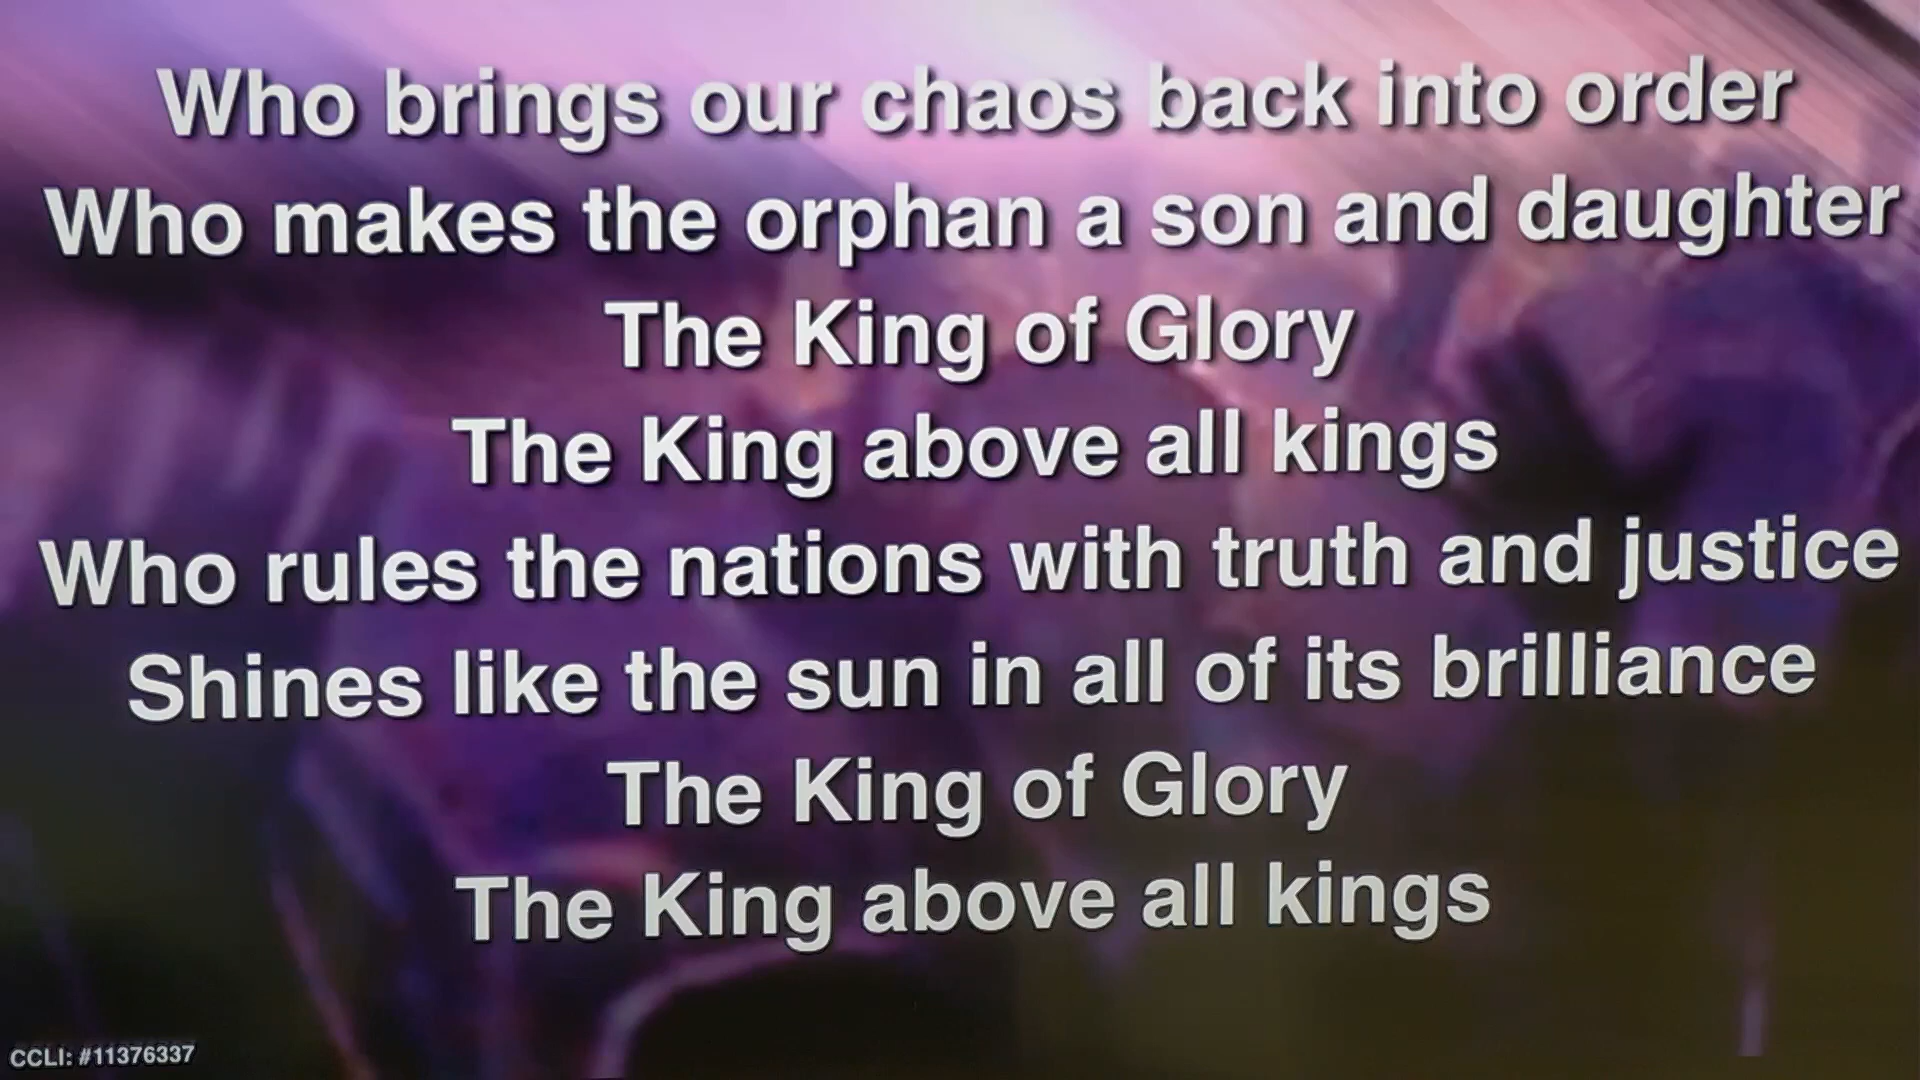 Who brings our chaos back into order
Who makes the orphan a son and daughter
The King of Glory
The King above all kings
Who rules the nations with truth and justice
Shines like the sun in all of its brilliance
The King of Glory
The King above all kings
CCLI: #11376337